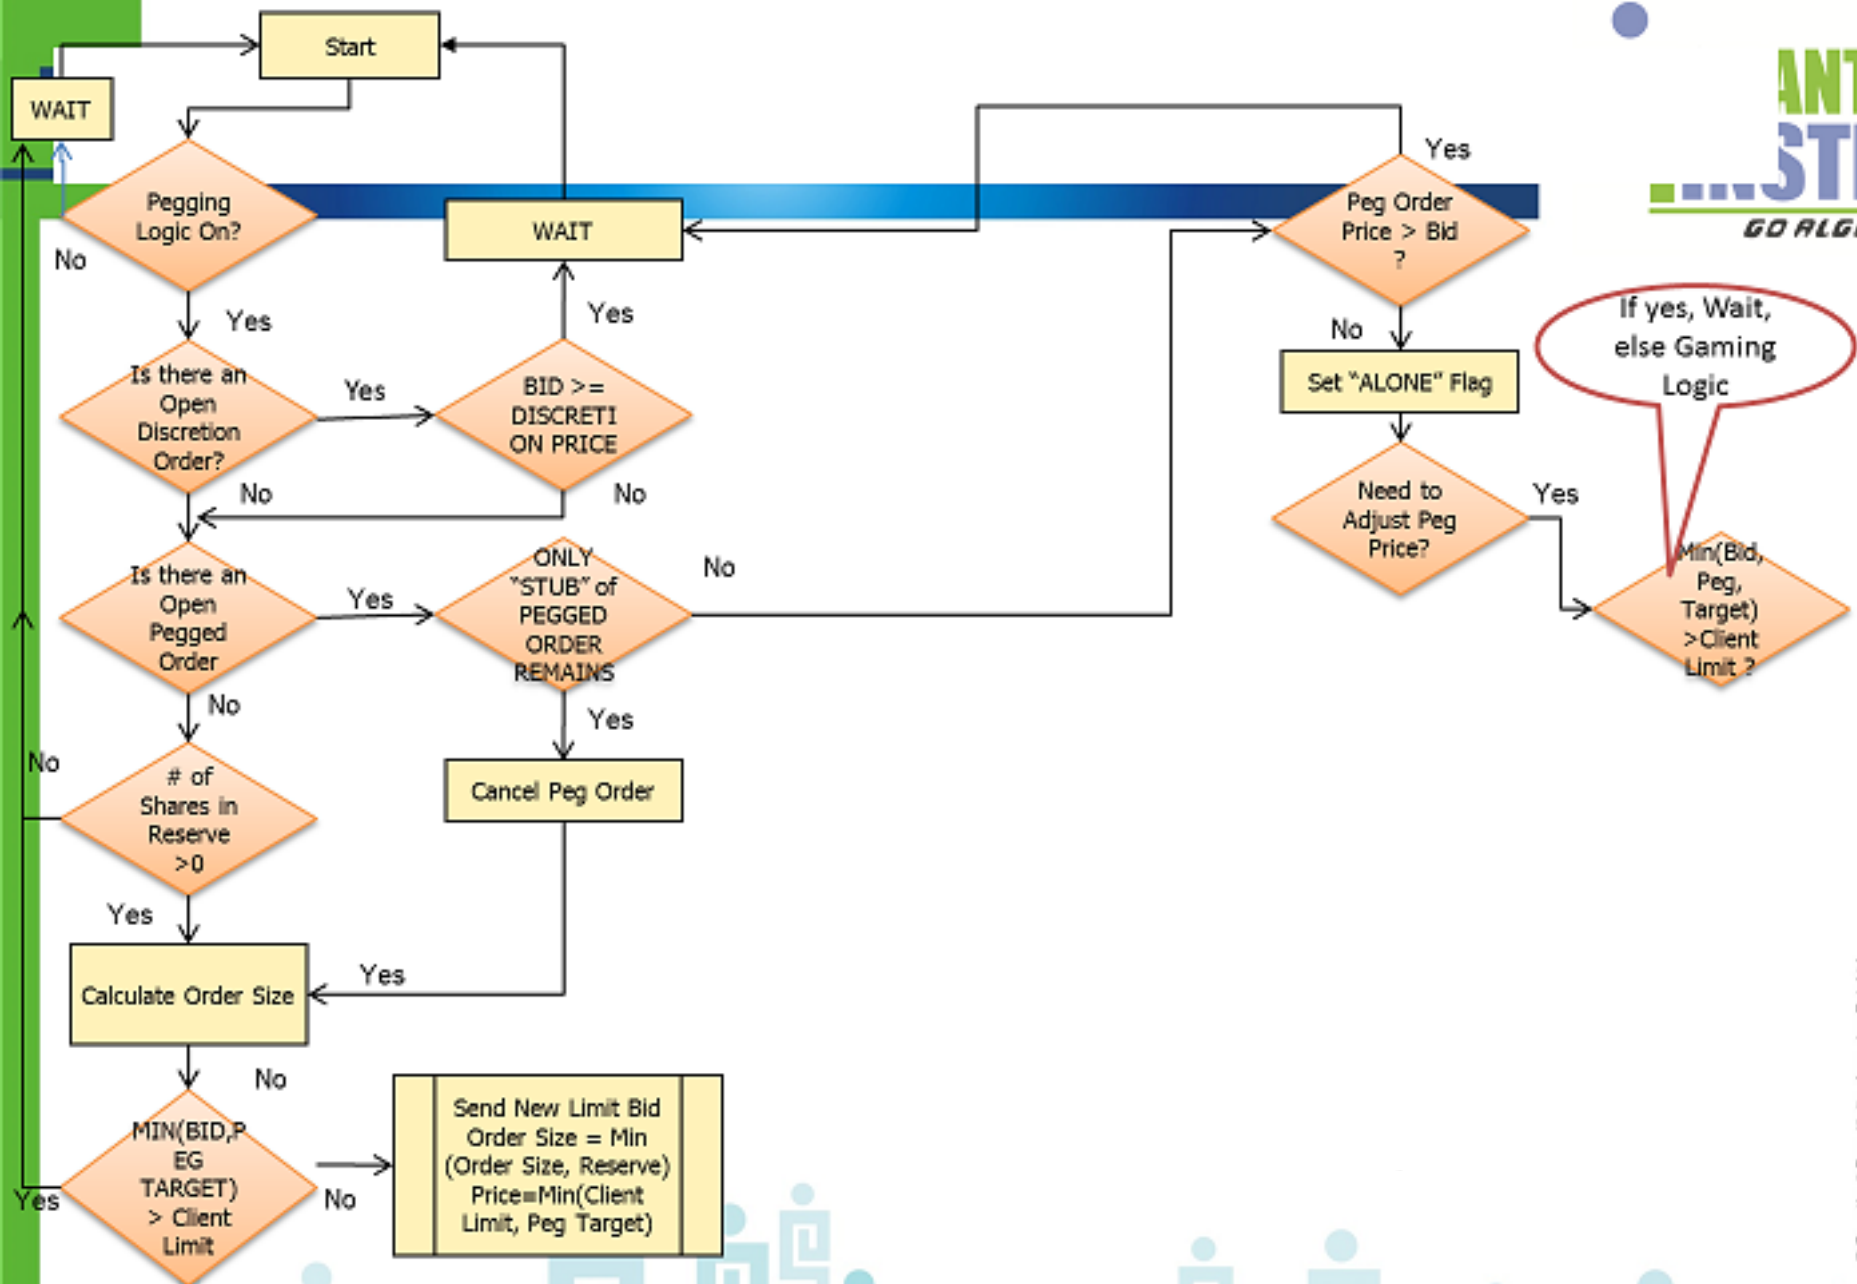 Start
WAIT
Pegging
Logic On?
No
Yes
WAIT
Yes
Is there an
Open
Discretion
Order?
Yes
BID >=
DISCRETI
ON PRICE
No
No
Is there an
Open
Pegged
Order
Yes
ONLY
"STUB" of
PEGGED
ORDER
REMAINS
No
No
Yes
# of
Shares in
Reserve
>0
No
Cancel Peg Order
Yes
Calculate Order Size
Yes
No
MIN(BID,P
EG
TARGET)
> Client
Limit
Yes
No
Send New Limit Bid
Order Size = Min
(Order Size, Reserve)
Price=Min(Client
Limit, Peg Target)
Yes
Peg Order
Price > Bid
?
No
Set "ALONE" Flag
Need to
Adjust Peg
Price?
Yes
If yes, Wait,
else Gaming
Logic
Min(Bid,
Peg,
Target)
>Client
Limit ?
ANT
INSTI
GO ALG